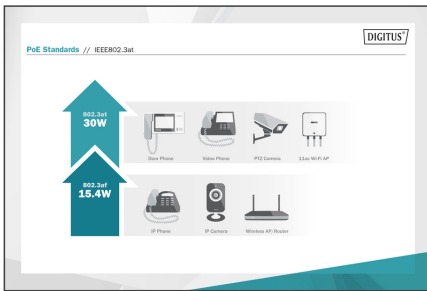 DIGITUS®
PoE Standards // IEEE802.3at
802.3at
30W
Door Phone Video Phone PTZ Camera 11ac Wi-Fi AP
802.3af
15.4W
IP Phone IP Camera Wireless AP/Router